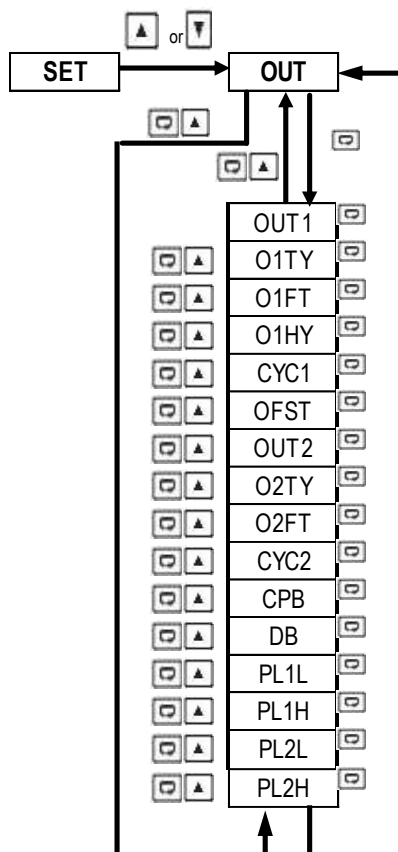 or
SET
OUT
OUT1
O1TY
O1FT
O1HY
CYC1
OFST
OUT2
O2TY
O2FT
CYC2
CPB
DB
PL1L
PL1H
PL2L
PL2H